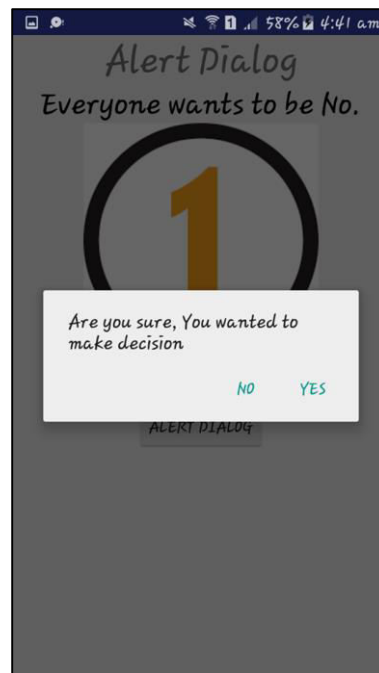 1 58% 4:41 am
Alert Dialog
Everyone wants to be No.
1
Are you sure, You wanted to
make decision
NO YES
ALERT DIALOG